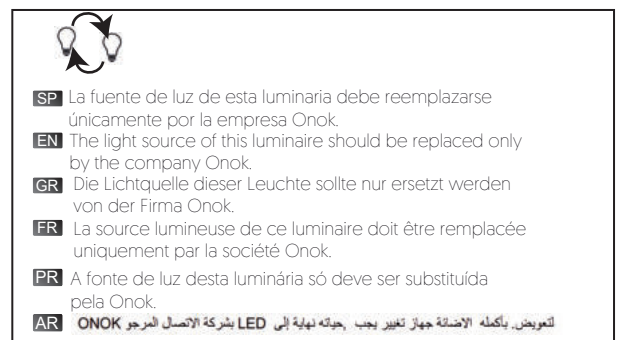 SP La fuente de luz de esta luminaria debe reemplazarse
únicamente por la empresa Onok.
EN The light source of this luminaire should be replaced only
by the company Onok.
GR Die Lichtquelle dieser Leuchte sollte nur ersetzt werden
von der Firma Onok.
FR La source lumineuse de ce luminaire doit être remplacée
uniquement par la société Onok.
PR A fonte de luz desta luminária só deve ser substituída
pela Onok.
AR لتعويض. بأكمله الاضائة جهاز تغيير يجب ,حياته نهاية إلى LED بشركة الاتصال المرجو ONOK